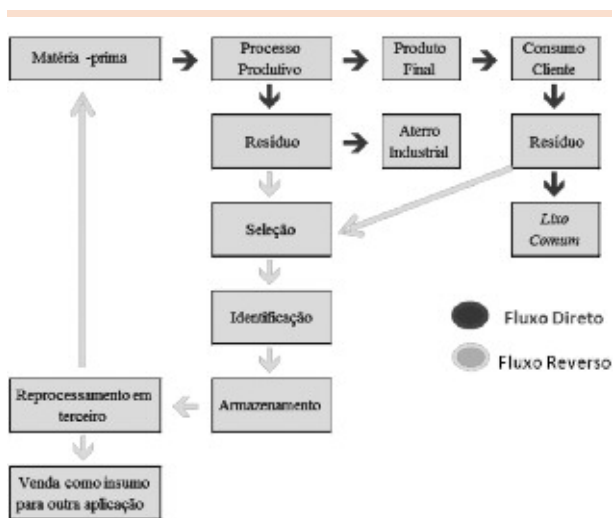 Matéria -prima
Processo
Produtivo
Produto
Final
Consumo
Cliente
Resíduo
Aterro
Industrial
Resíduo
Seleção
Lixo
Comum
Identificação
Fluxo Direto
Fluxo Reverso
Reprocessamento em
terceiro
Armazenamento
Venda como insumo
para outra aplicação